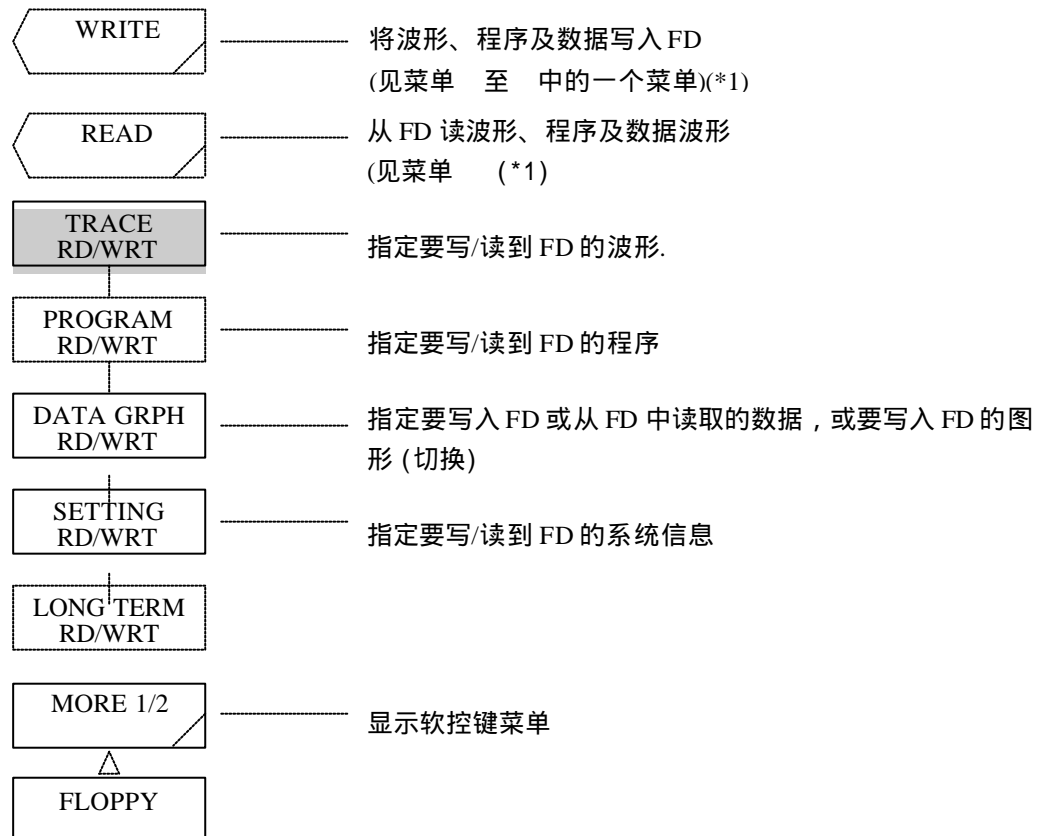 WRITE
将波形、程序及数据写入 FD
(见菜单 至 中的一个菜单)(*1)
READ
从 FD 读波形、程序及数据波形
(见菜单 (*1)
TRACE
RD/WRT
指定要写/读到 FD 的波形.
PROGRAM
RD/WRT
指定要写/读到 FD 的程序
DATA GRPH
RD/WRT
指定要写入 FD 或从 FD 中读取的数据，或要写入 FD 的图
形 (切换)
SETTING
RD/WRT
指定要写/读到 FD 的系统信息
LONG TERM
RD/WRT
MORE 1/2
显示软控键菜单
FLOPPY